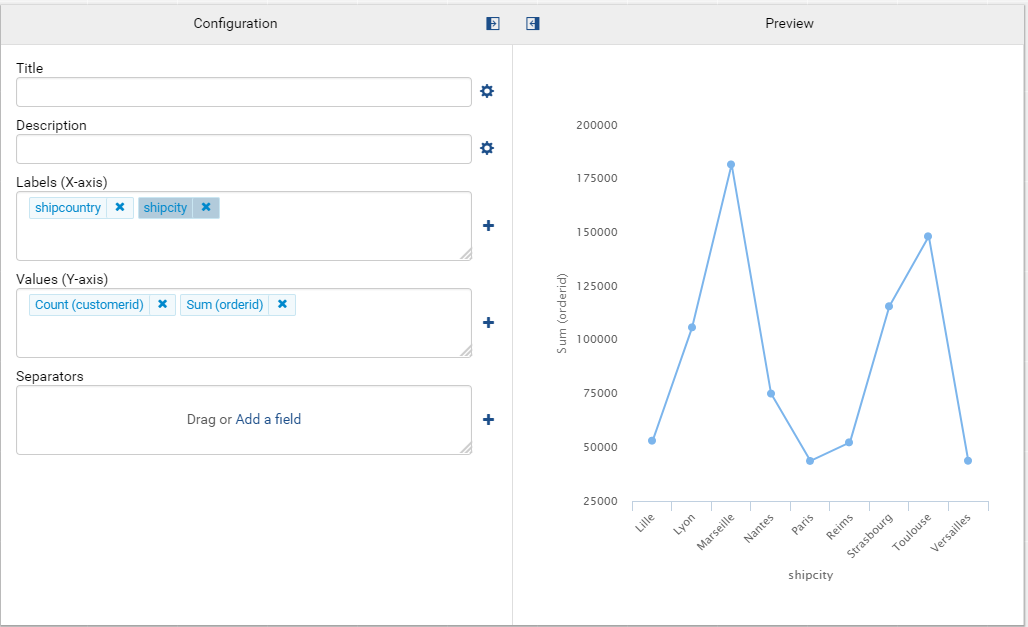 Configuration
Preview
Title
Description
Labels (X-axis)
shipcountry ✖ shipcity ✖
Values (Y-axis)
Count (customerid) ✖ Sum (orderid) ✖
Separators
Drag or Add a field
200000
175000
150000
125000
100000
75000
50000
25000
Sum (orderid)
Lille
Lyon
Marseille
Nantes
Paris
Reims
Strasbourg
Toulouse
Versailles
shipcity